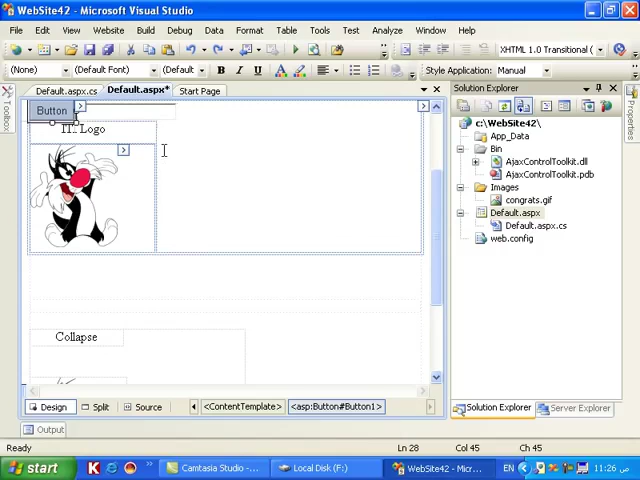 WebSite42 - Microsoft Visual Studio
File Edit View Website Build Debug Data Format Table Tools Test Analyze Window Help
XHTML 1.0 Transitional (
(None) (Default Font) (Default B I U A Style Application: Manual
Default.aspx.cs Default.aspx* Start Page
Solution Explorer
Toolbox
Properties
Button
Logo
Collapse
c:\WebSite42\
App_Data
Bin
AjaxControlToolkit.dll
AjaxControlToolkit.pdb
Images
congrats.gif
Default.aspx
Default.aspx.cs
web.config
Design Split Source <ContentTemplate> <asp:Button#Button1>
Solution Explorer Server Explorer
Output
Ready Ln 28 Col 45 Ch 45
start K Camtasia Studio -... Local Disk (F:) WebSite42 - Micr... EN 11:26 ص